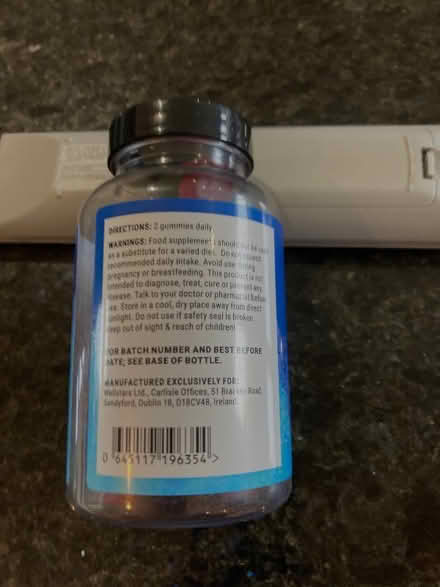 DIRECTIONS: 2 gummies daily
WARNINGS: Food supplements should not be used
as a substitute for a varied diet. Do not exceed
recommended daily intake. Avoid use during
pregnancy or breastfeeding. This product is not
intended to diagnose, treat, cure or prevent any
disease. Talk to your doctor or pharmacist before
use. Store in a cool, dry place away from direct
sunlight. Do not use if safety seal is broken.
Keep out of sight & reach of children!
FOR BATCH NUMBER AND BEST BEFORE
DATE; SEE BASE OF BOTTLE.
MANUFACTURED EXCLUSIVELY FOR:
Wellstars Ltd., Carlisle Offices, 51 Bracken Road,
Sandyford, Dublin 18, D18CV48, Ireland.
0 645117 196354 >